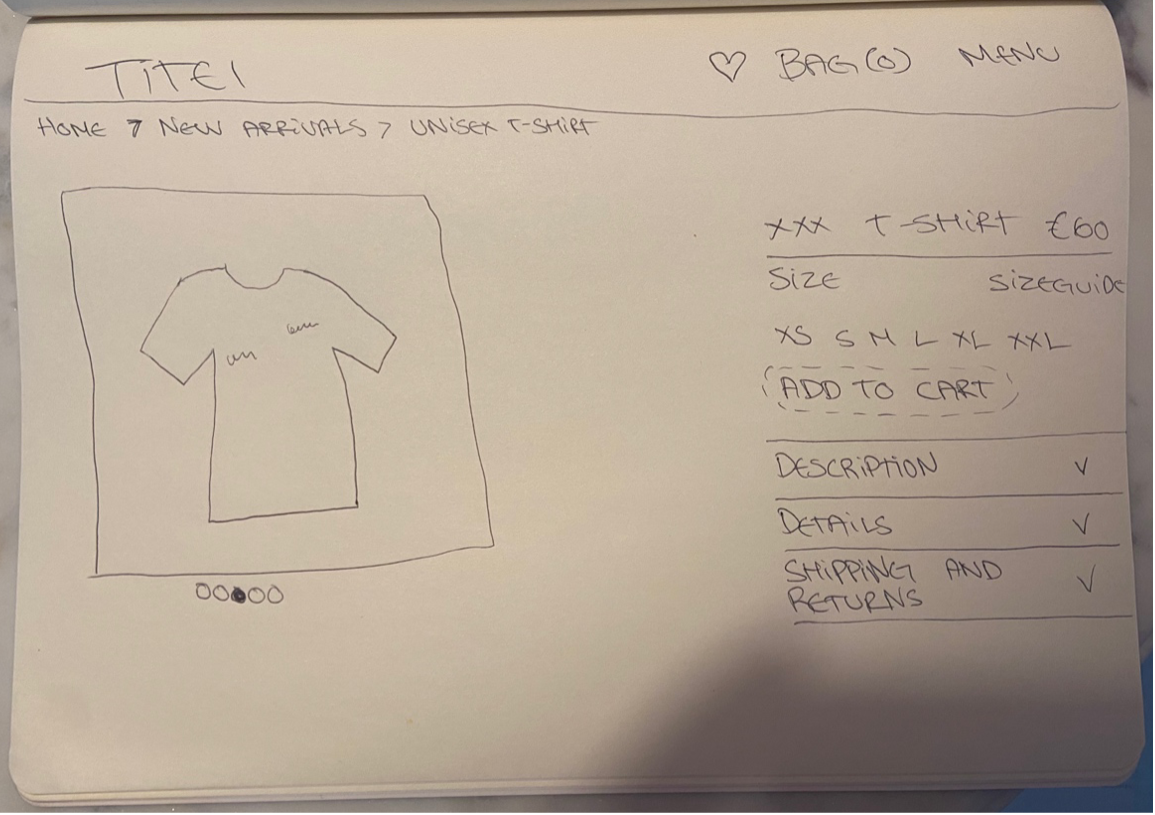 TITEl
♡ BAG(0) MENU
HOME > NEW ARRIVALS > UNISEX T-SHIRT
XXX T-SHIRT €60
SIZE SIZEGUIDE
XS S M L XL XXL
ADD TO CART
DESCRIPTION
DETAILS
SHIPPING AND
RETURNS